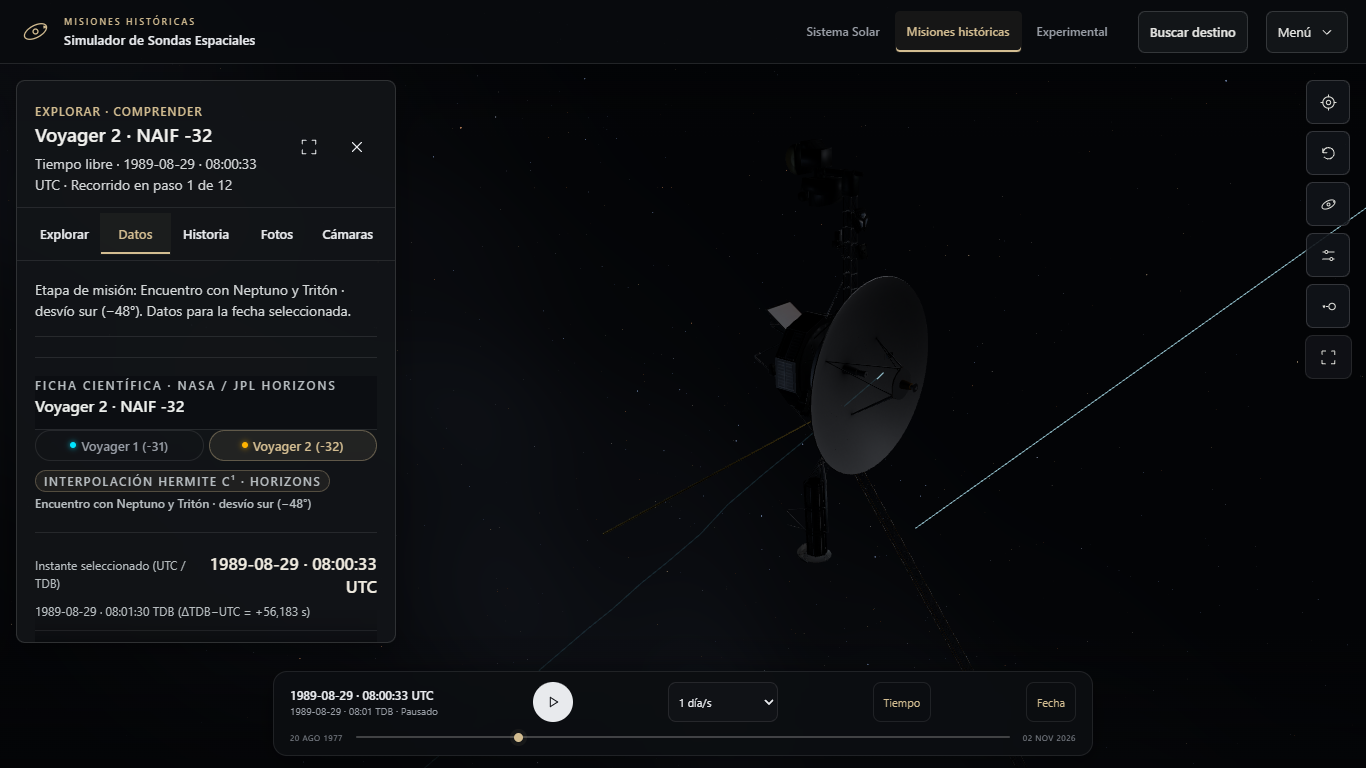 MISIONES HISTÓRICAS
Simulador de Sondas Espaciales
Sistema Solar
Misiones históricas
Experimental
Buscar destino
Menú
EXPLORAR · COMPRENDER
Voyager 2 · NAIF -32
Tiempo libre · 1989-08-29 · 08:00:33
UTC · Recorrido en paso 1 de 12
Explorar
Datos
Historia
Fotos
Cámaras
Etapa de misión: Encuentro con Neptuno y Tritón ·
desvío sur (−48°). Datos para la fecha seleccionada.
FICHA CIENTÍFICA · NASA / JPL HORIZONS
Voyager 2 · NAIF -32
Voyager 1 (-31)
Voyager 2 (-32)
INTERPOLACIÓN HERMITE C¹ · HORIZONS
Encuentro con Neptuno y Tritón · desvío sur (−48°)
Instante seleccionado (UTC /
TDB)
1989-08-29 · 08:00:33
UTC
1989-08-29 · 08:01:30 TDB (ΔTDB−UTC = +56,183 s)
1989-08-29 · 08:00:33 UTC
1989-08-29 · 08:01 TDB · Pausado
1 día/s
Tiempo
Fecha
20 AGO 1977
02 NOV 2026